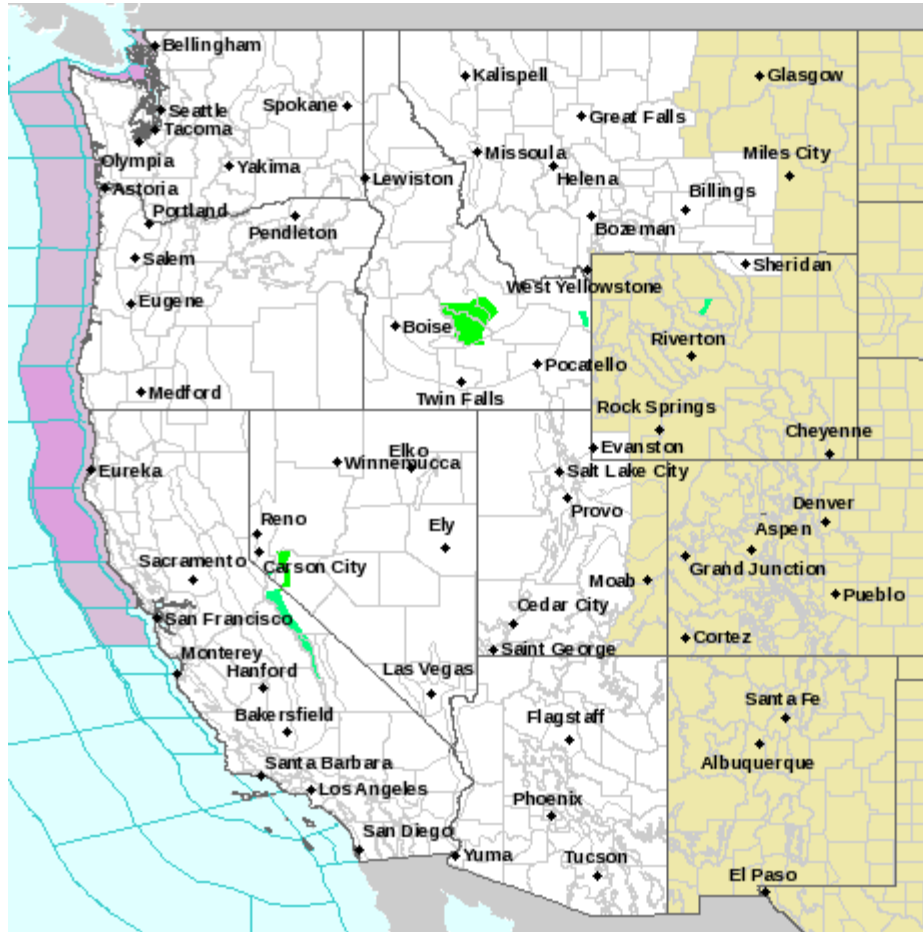 Bellingham
Kalispell
Glasgow
Seattle
Spokane
Tacoma
Great Falls
Olympia
Missoula
Miles City
Yakima
Lewiston
Helena
Billings
Astoria
Portland
Pendleton
Bozeman
Salem
Sheridan
West Yellowstone
Eugene
Boise
Riverton
Pocatello
Medford
Twin Falls
Rock Springs
Cheyenne
Elko
Evanston
Winnemucca
Eureka
Salt Lake City
Denver
Provo
Reno
Ely
Aspen
Sacramento
Carson City
Grand Junction
Moab
Pueblo
Cedar City
San Francisco
Cortez
Monterey
Saint George
Hanford
Las Vegas
Santa Fe
Bakersfield
Flagstaff
Albuquerque
Santa Barbara
Los Angeles
Phoenix
San Diego
Yuma
Tucson
El Paso